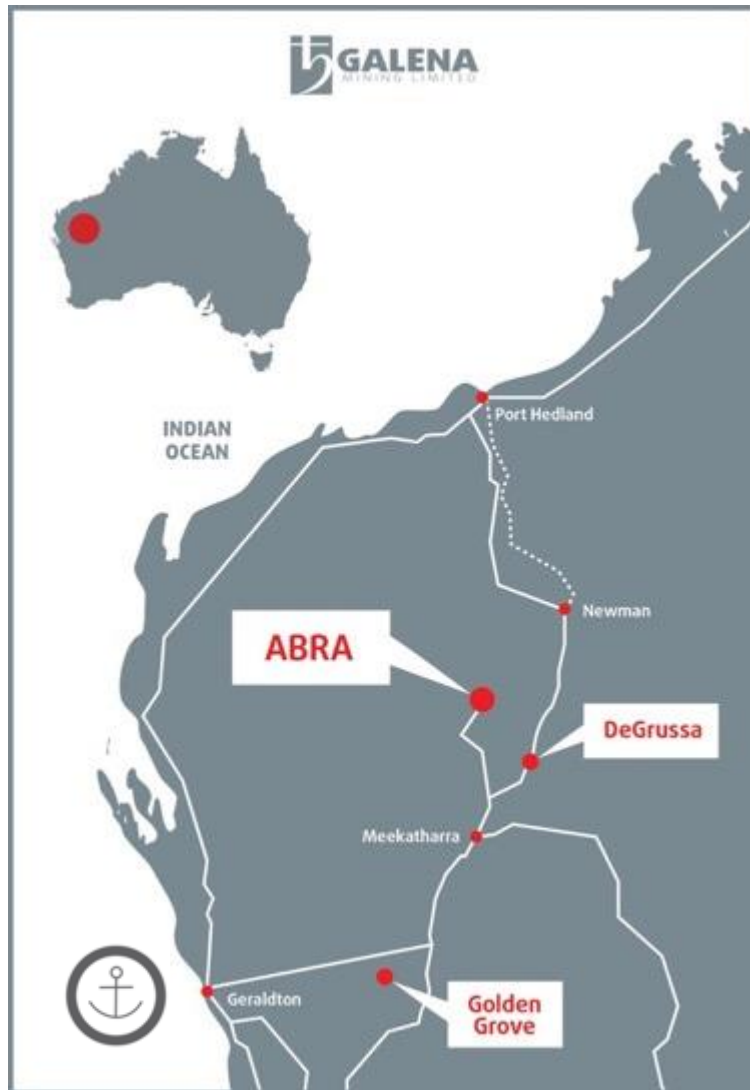 GALENA
MINING LIMITED
INDIAN
OCEAN
Port Hedland
Newman
ABRA
DeGrussa
Meekatharra
Geraldton
Golden
Grove